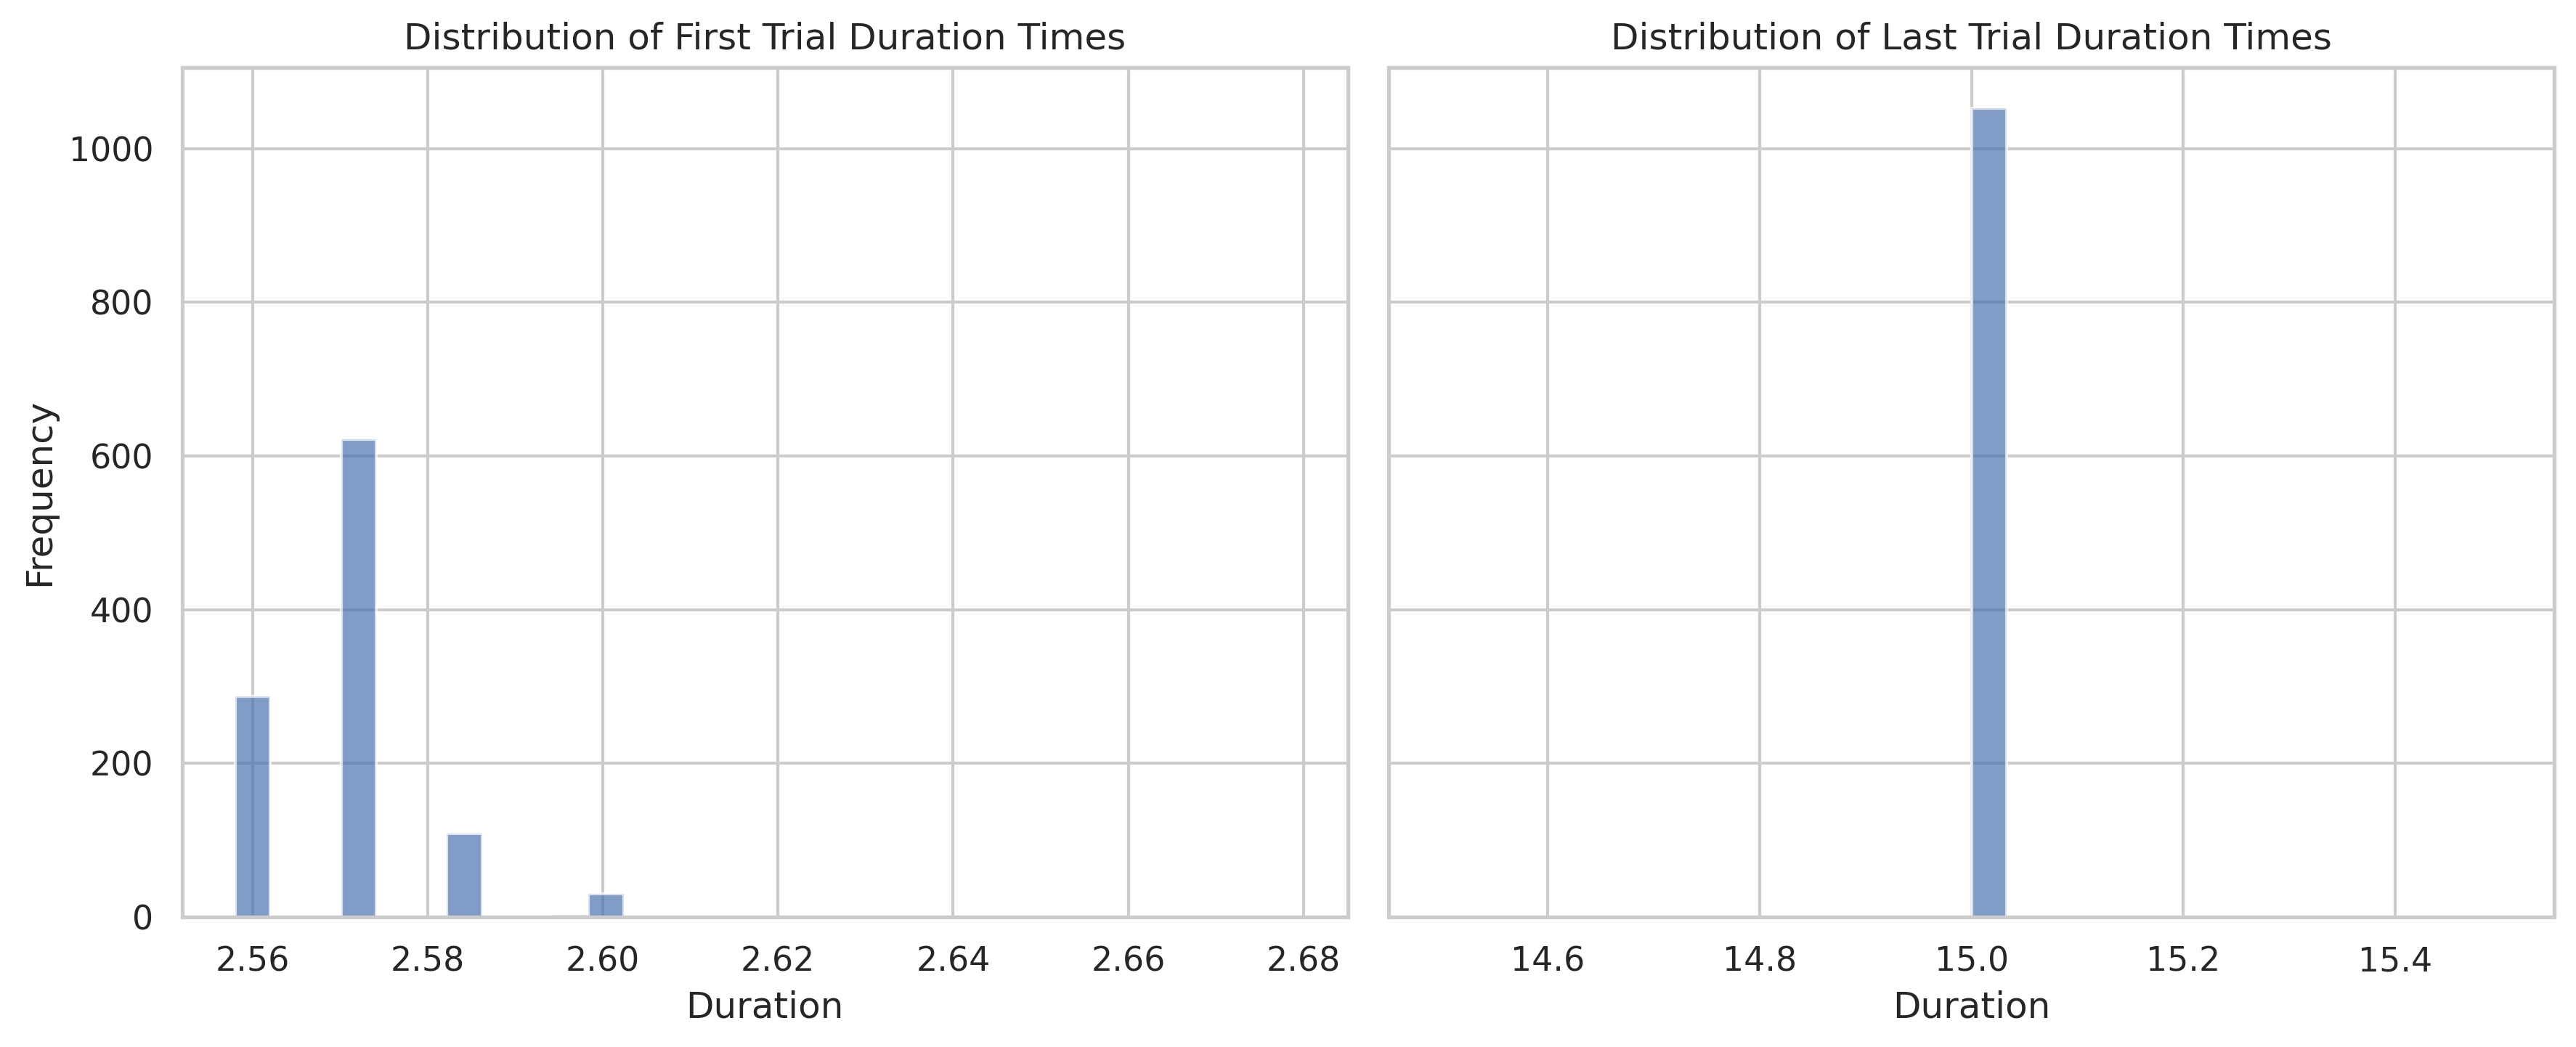 Distribution of First Trial Duration Times
Distribution of Last Trial Duration Times
Frequency
1000
800
600
400
200
0
2.56 2.58 2.60 2.62 2.64 2.66 2.68
Duration
14.6 14.8 15.0 15.2 15.4
Duration